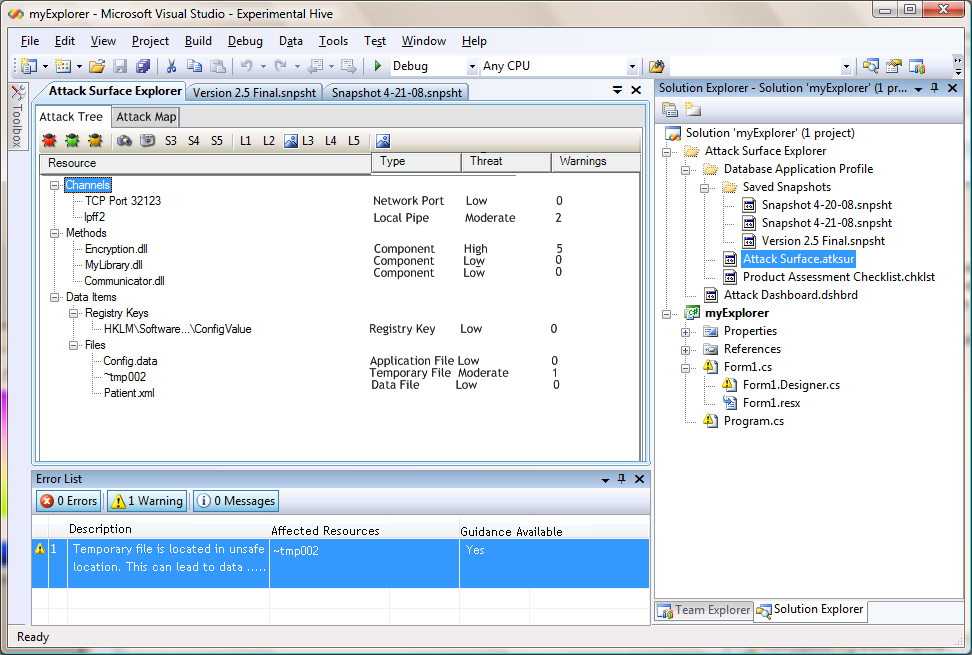 myExplorer - Microsoft Visual Studio - Experimental Hive
File Edit View Project Build Debug Data Tools Test Window Help
Debug Any CPU
Toolbox
Attack Surface Explorer Version 2.5 Final.snpsht Snapshot 4-21-08.snpsht
Attack Tree Attack Map
S3 S4 S5 L1 L2 L3 L4 L5
Resource Type Threat Warnings
Channels
TCP Port 32123 Network Port Low 0
lpff2 Local Pipe Moderate 2
Methods
Encryption.dll Component High 5
MyLibrary.dll Component Low 0
Communicator.dll Component Low 0
Data Items
Registry Keys
HKLM\Software...\ConfigValue Registry Key Low 0
Files
Config.data Application File Low 0
~tmp002 Temporary File Moderate 1
Patient.xml Data File Low 0
Error List
0 Errors 1 Warning 0 Messages
Description Affected Resources Guidance Available
1 Temporary file is located in unsafe ~tmp002 Yes
location. This can lead to data .....
Solution Explorer - Solution 'myExplorer' (1 pr...
Solution 'myExplorer' (1 project)
Attack Surface Explorer
Database Application Profile
Saved Snapshots
Snapshot 4-20-08.snpsht
Snapshot 4-21-08.snpsht
Version 2.5 Final.snpsht
Attack Surface.atksur
Product Assessment Checklist.chklst
Attack Dashboard.dshbrd
myExplorer
Properties
References
Form1.cs
Form1.Designer.cs
Form1.resx
Program.cs
Team Explorer Solution Explorer
Ready